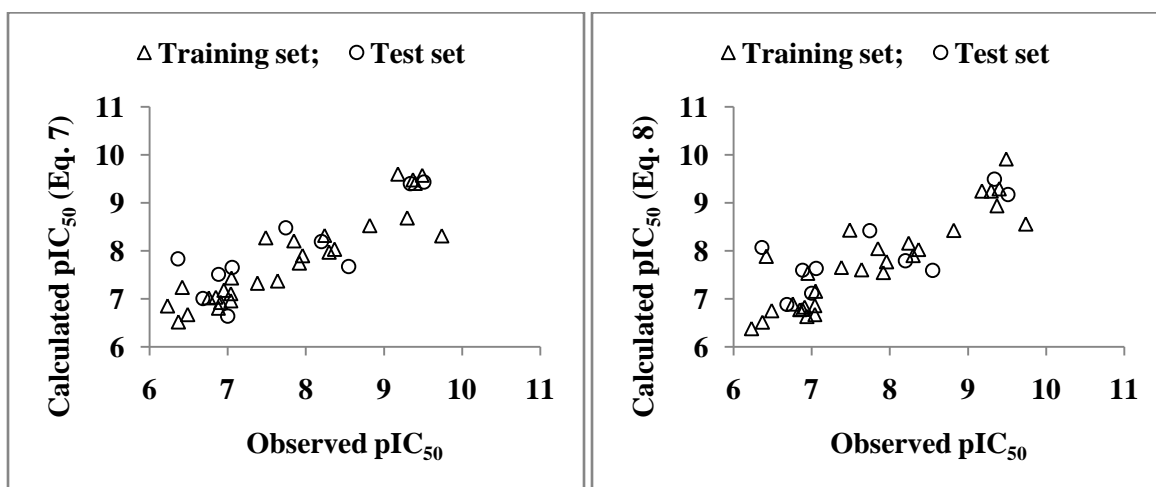 Training set; Test set
Calculated pIC50 (Eq. 7)
11
10
9
8
7
6
6 7 8 9 10 11
Observed pIC50
Training set; Test set
Calculated pIC50 (Eq. 8)
11
10
9
8
7
6
6 7 8 9 10 11
Observed pIC50